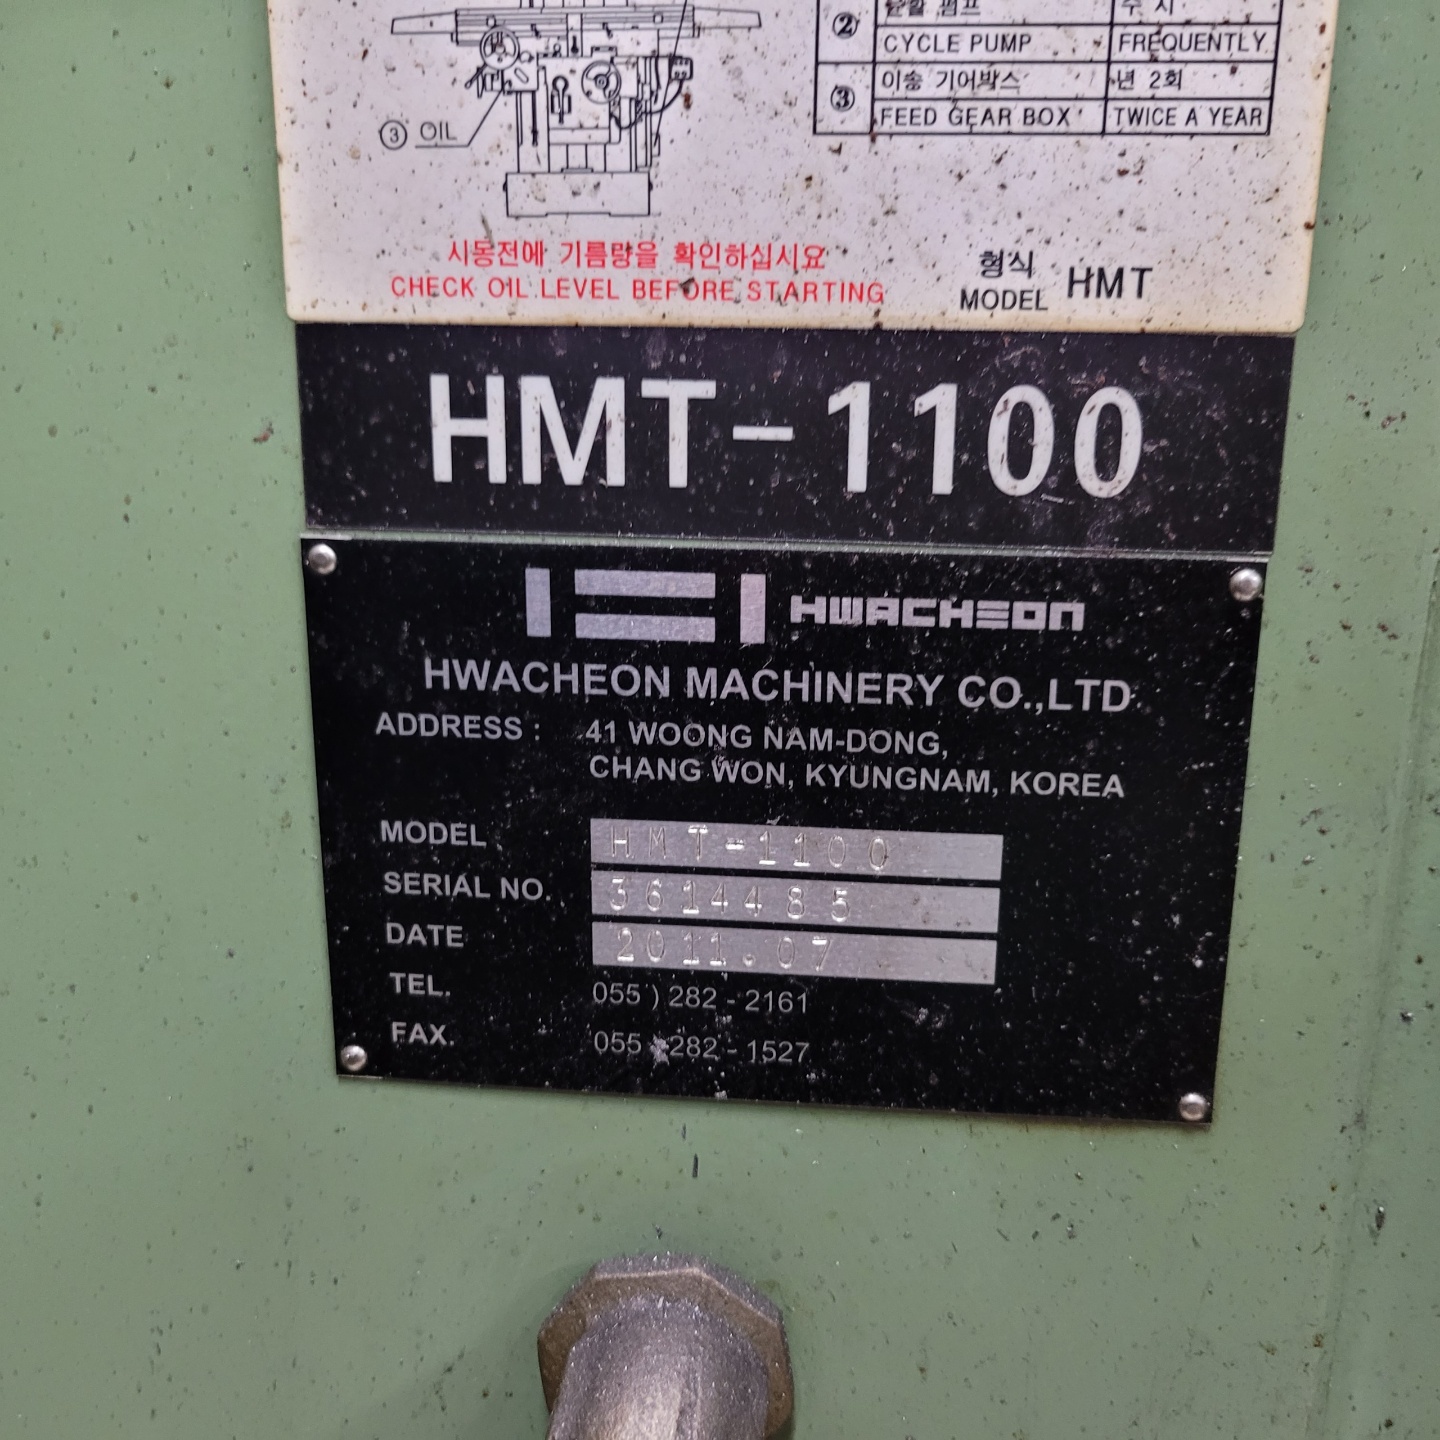 ② 펌프 수 시
CYCLE PUMP FREQUENTLY
③ 이송 기어박스 년 2회
FEED GEAR BOX TWICE A YEAR
③ OIL
시동전에 기름량을 확인하십시요
CHECK OIL LEVEL BEFORE STARTING
형식
MODEL HMT
HMT-1100
HWACHEON
HWACHEON MACHINERY CO.,LTD
ADDRESS : 41 WOONG NAM-DONG,
CHANG WON, KYUNGNAM, KOREA
MODEL HMT-1100
SERIAL NO. 3614485
DATE 2011.07
TEL. 055 ) 282 - 2161
FAX. 055 282 - 1527